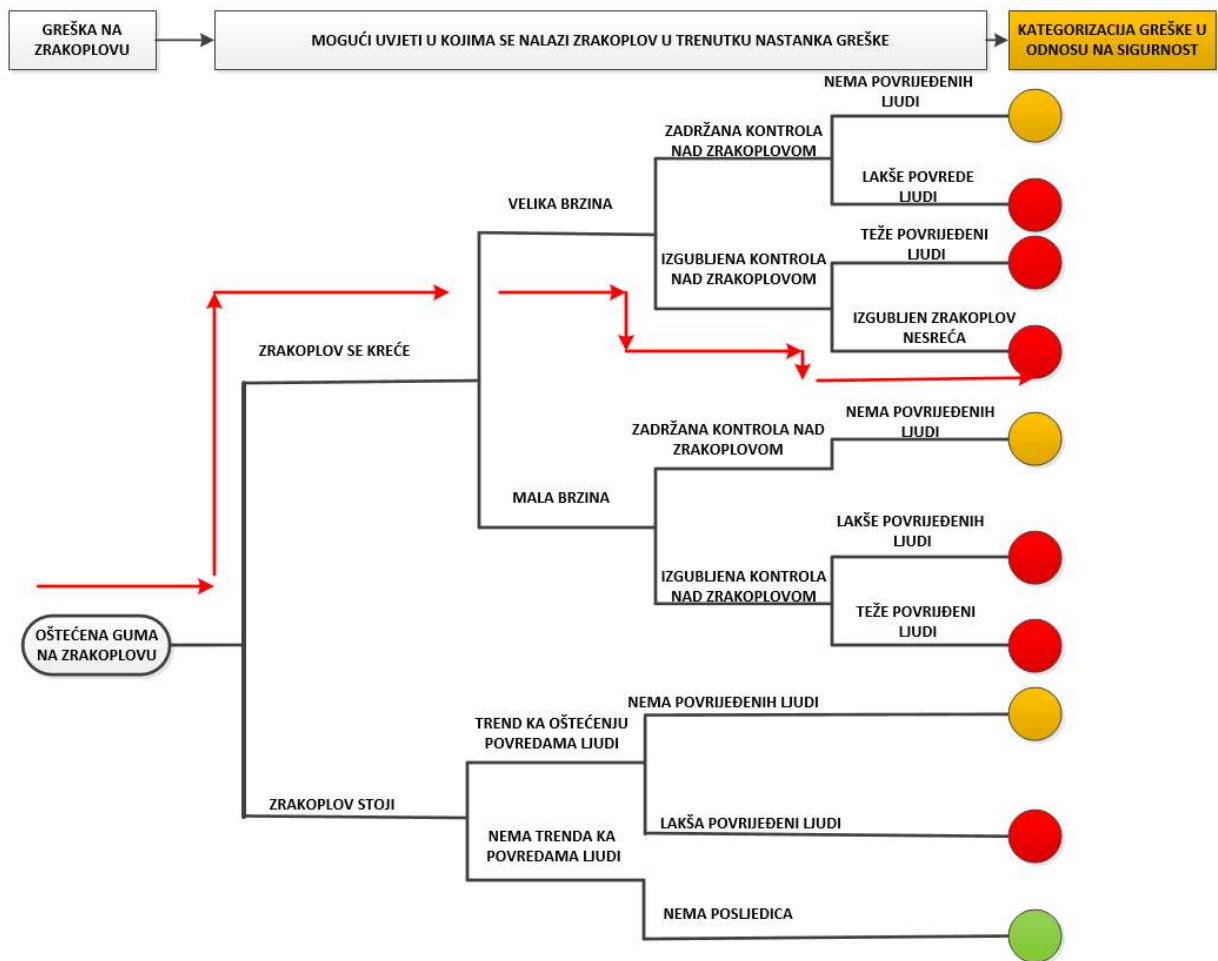 GREŠKA NA
ZRAKOPLOVU
MOGUĆI UVJETI U KOJIMA SE NALAZI ZRAKOPLOV U TRENUTKU NASTANKA GREŠKE
KATEGORIZACIJA GREŠKE U
ODNOSU NA SIGURNOST
NEMA POVRIJEĐENIH
LJUDI
ZADRŽANA KONTROLA
NAD ZRAKOPLOVOM
LAKŠE POVREDE
LJUDI
VELIKA BRZINA
TEŽE POVRIJEĐENI
LJUDI
IZGUBLJENA KONTROLA
NAD ZRAKOPLOVOM
IZGUBLJEN ZRAKOPLOV
NESREĆA
ZRAKOPLOV SE KREĆE
NEMA POVRIJEĐENIH
LJUDI
ZADRŽANA KONTROLA NAD
ZRAKOPLOVOM
MALA BRZINA
LAKŠE POVRIJEĐENIH
LJUDI
IZGUBLJENA KONTROLA
NAD ZRAKOPLOVOM
TEŽE POVRIJĐENI
LJUDI
OŠTEĆENA GUMA
NA ZRAKOPLOVU
NEMA POVRIJEĐENIH LJUDI
TREND KA OŠTEĆENJU
POVREDAMA LJUDI
ZRAKOPLOV STOJI
LAKŠA POVRIJEĐENI LJUDI
NEMA TRENDA KA
POVREDAMA LJUDI
NEMA POSLJEDICA